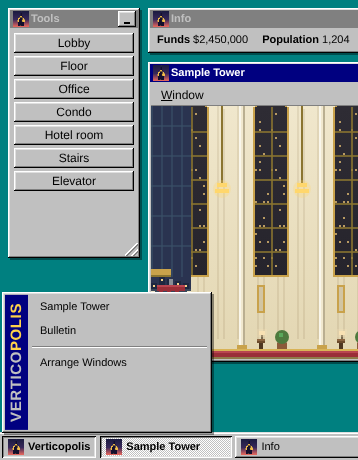 Tools
Lobby
Floor
Office
Condo
Hotel room
Stairs
Elevator
Info
Funds $2,450,000 Population 1,204
Sample Tower
Window
VERTICOPOLIS
Sample Tower
Bulletin
Arrange Windows
Verticopolis
Sample Tower
Info